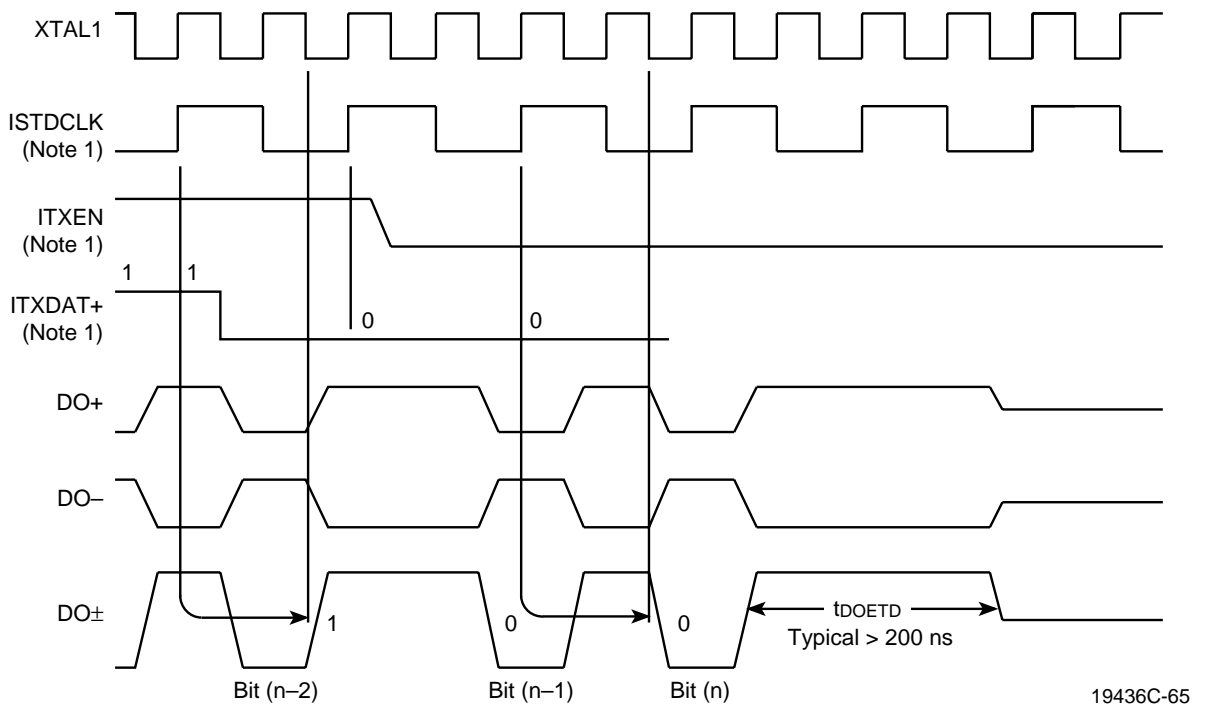 XTAL1
ISTDCLK
(Note 1)
ITXEN
(Note 1)
1 1
ITXDAT+
(Note 1)
0 0
DO+
DO–
DO±
1 0 0
tDOETD
Typical > 200 ns
Bit (n–2) Bit (n–1) Bit (n)
19436C-65